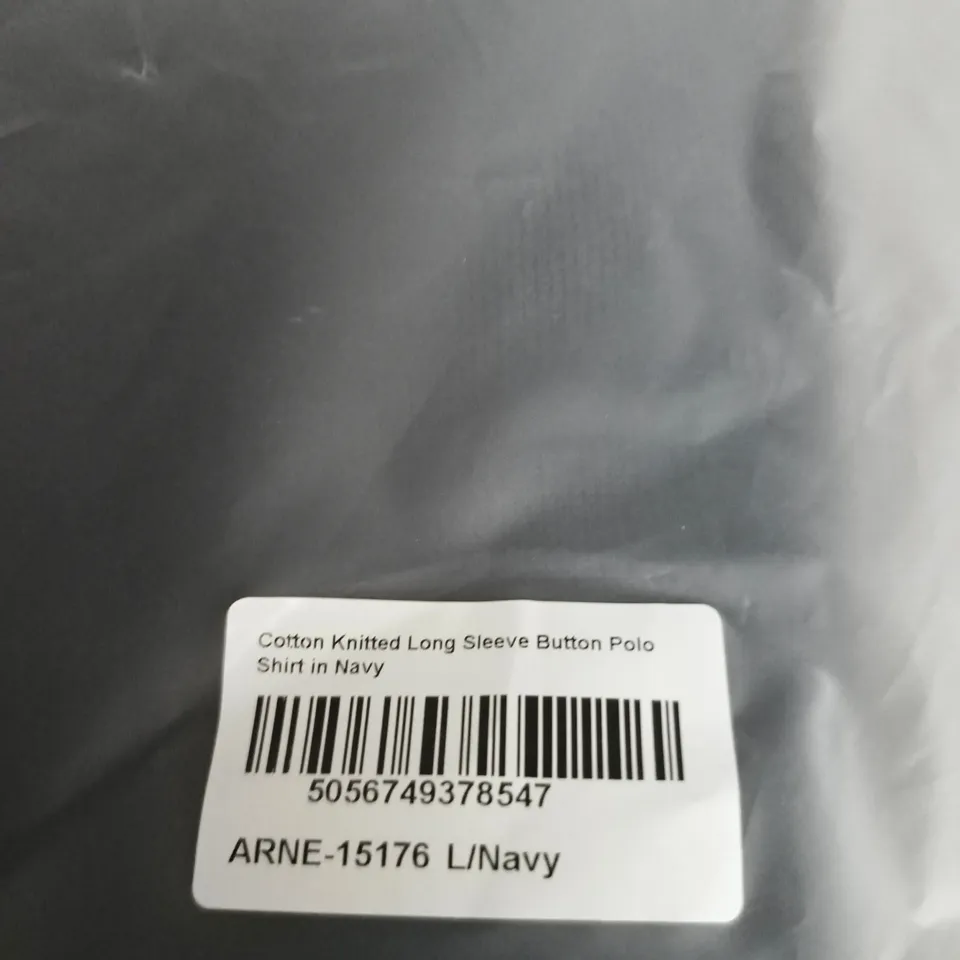 Cotton Knitted Long Sleeve Button Polo
Shirt in Navy
5056749378547
ARNE-15176 L/Navy